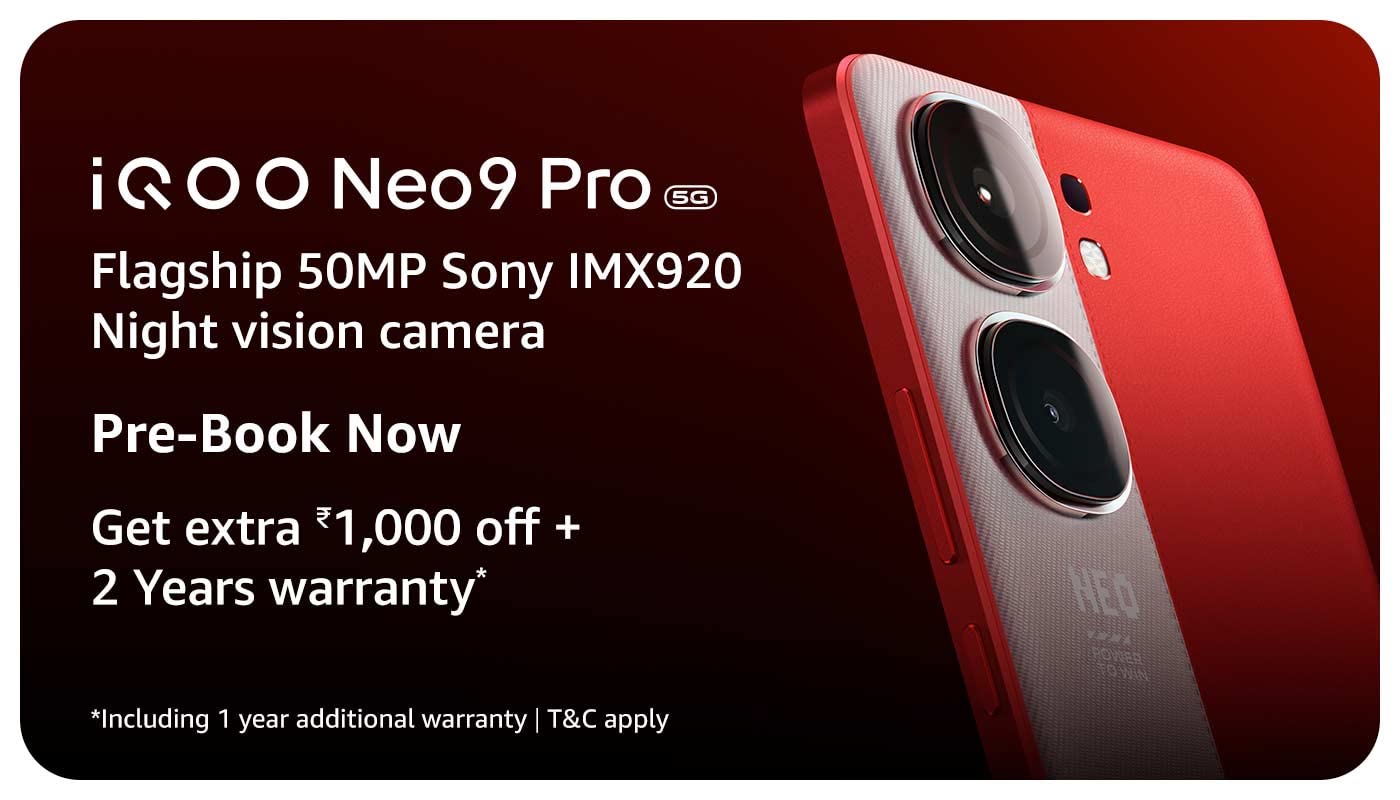 iQOO Neo9 Pro 5G
Flagship 50MP Sony IMX920
Night vision camera
Pre-Book Now
Get extra ₹1,000 off +
2 Years warranty*
*Including 1 year additional warranty | T&C apply
NEO
POWER
TO WIN